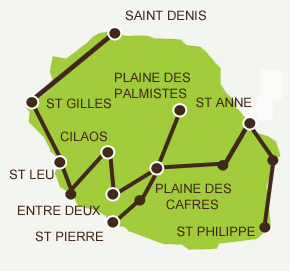 SAINT DENIS
PLAINE DES
PALMISTES
ST GILLES
ST ANNE
CILAOS
ST LEU
PLAINE DES
CAFRES
ENTRE DEUX
ST PIERRE
ST PHILIPPE